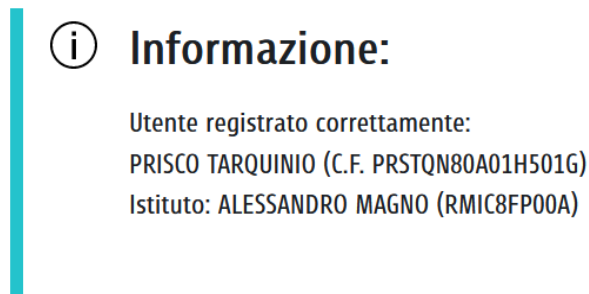 Informazione:
Utente registrato correttamente:
PRISCO TARQUINIO (C.F. PRSTQN80A01H501G)
Istituto: ALESSANDRO MAGNO (RMIC8FP00A)